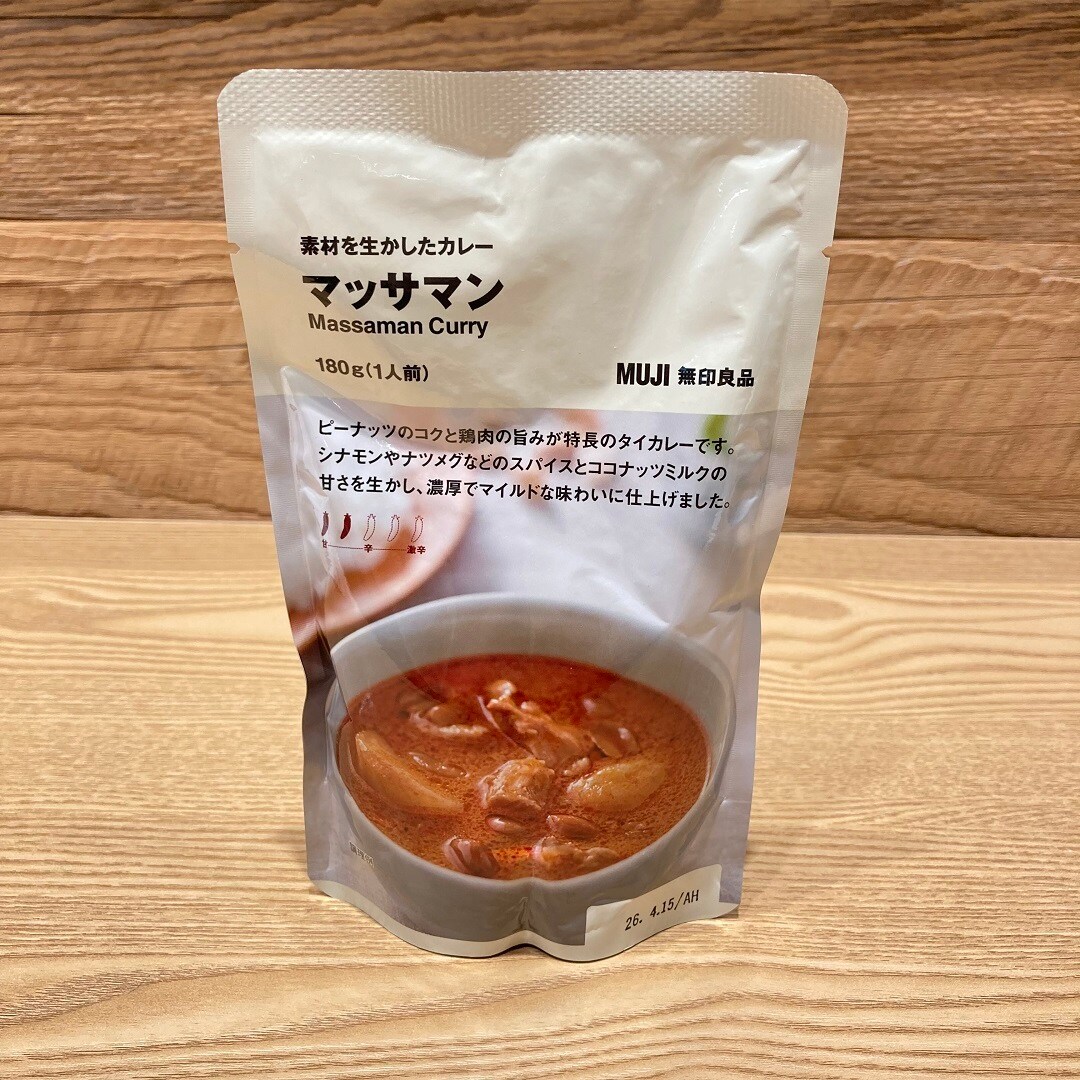 素材を生かしたカレー
マッサマン
Massaman Curry
180g(1人前)
MUJI 無印良品
ピーナッツのコクと鶏肉の旨みが特長のタイカレーです。
シナモンやナツメグなどのスパイスとココナッツミルクの
甘さを生かし、濃厚でマイルドな味わいに仕上げました。
甘 辛 激辛
調理例
26. 4.15/AH